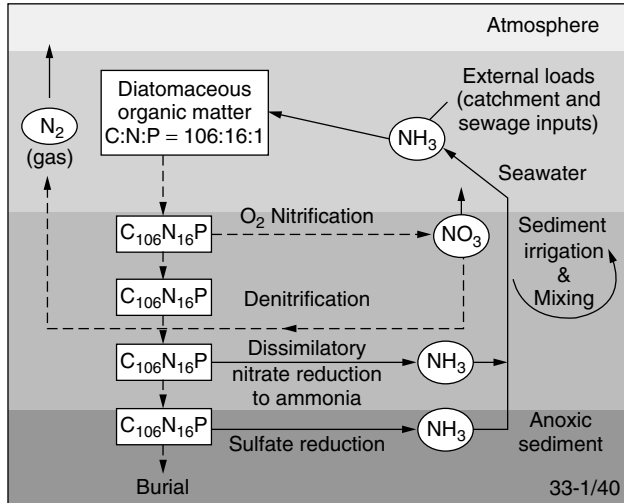 Atmosphere
Diatomaceous
organic matter
C:N:P = 106:16:1
External loads
(catchment and
sewage inputs)
N₂
(gas)
NH₃
Seawater
C₁₀₆N₁₆P
O₂ Nitrification
NO₃
Sediment
irrigation
&
Mixing
C₁₀₆N₁₆P
Denitrification
C₁₀₆N₁₆P
Dissimilatory
nitrate reduction
to ammonia
NH₃
C₁₀₆N₁₆P
Sulfate reduction
NH₃
Anoxic
sediment
Burial
33-1/40